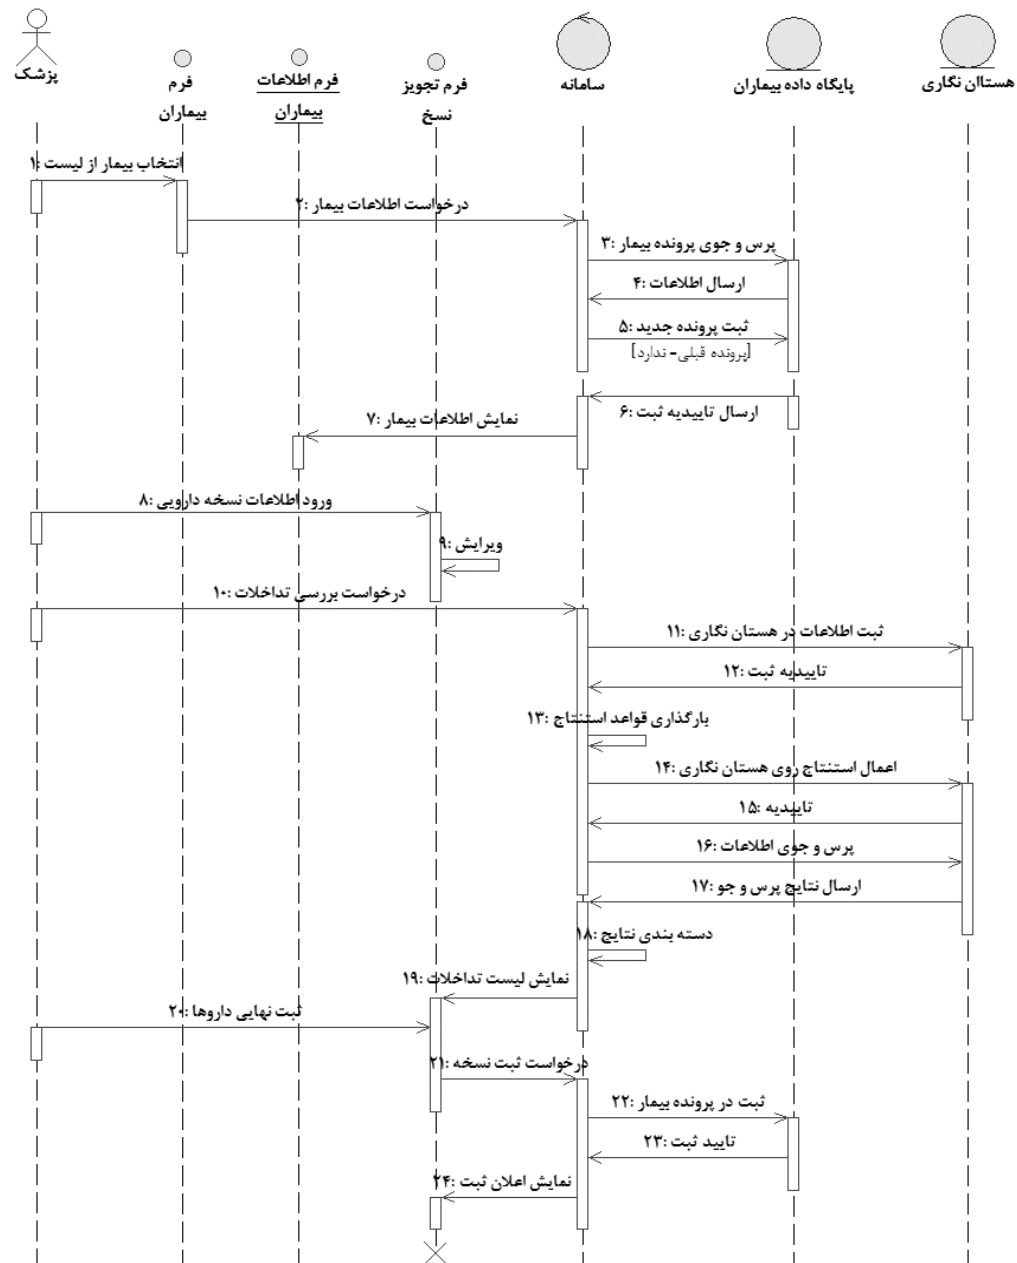 پزشک
فرم
بیماران
فرم اطلاعات
بیماران
فرم تجویز
نسخ
سامانه
پایگاه داده بیماران
هستاان نگاری
۱: انتخاب بیمار از لیست
۲: درخواست اطلاعات بیمار
۳: پرس و جوی پرونده بیمار
۴: ارسال اطلاعات
۵: ثبت پرونده جدید
[پرونده قبلی- ندارد]
۶: ارسال تاییدیه ثبت
۷: نمایش اطلاعات بیمار
۸: ورود اطلاعات نسخه دارویی
۹: ویرایش
۱۰: درخواست بررسی تداخلات
۱۱: ثبت اطلاعات در هستان نگاری
۱۲: تاییدیه ثبت
۱۳: بارگذاری قواعد استنتاج
۱۴: اعمال استنتاج روی هستان نگاری
۱۵: تاییدیه
۱۶: پرس و جوی اطلاعات
۱۷: ارسال نتایج پرس و جو
۱۸: دسته بندی نتایج
۱۹: نمایش لیست تداخلات
۲۰: ثبت نهایی داروها
۲۱: درخواست ثبت نسخه
۲۲: ثبت در پرونده بیمار
۲۳: تایید ثبت
۲۴: نمایش اعلان ثبت